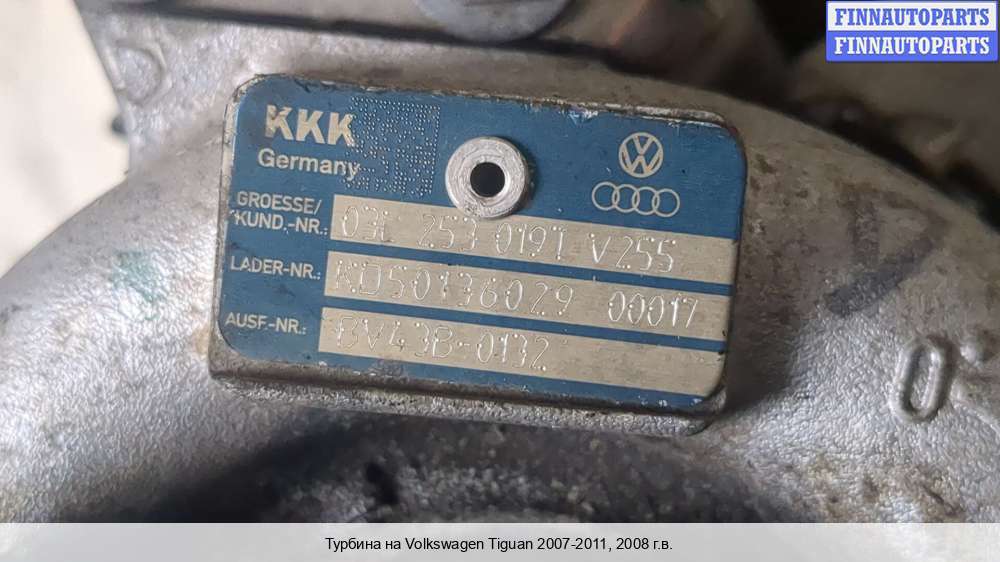 FINNAUTOPARTS
FINNAUTOPARTS
KKK
Germany
GROESSE/
KUND.-NR.: 03L 253 019T V255
LADER-NR.: KD50136029 00017
AUSF.-NR.: BV43B-0132
0
Турбина на Volkswagen Tiguan 2007-2011, 2008 г.в.